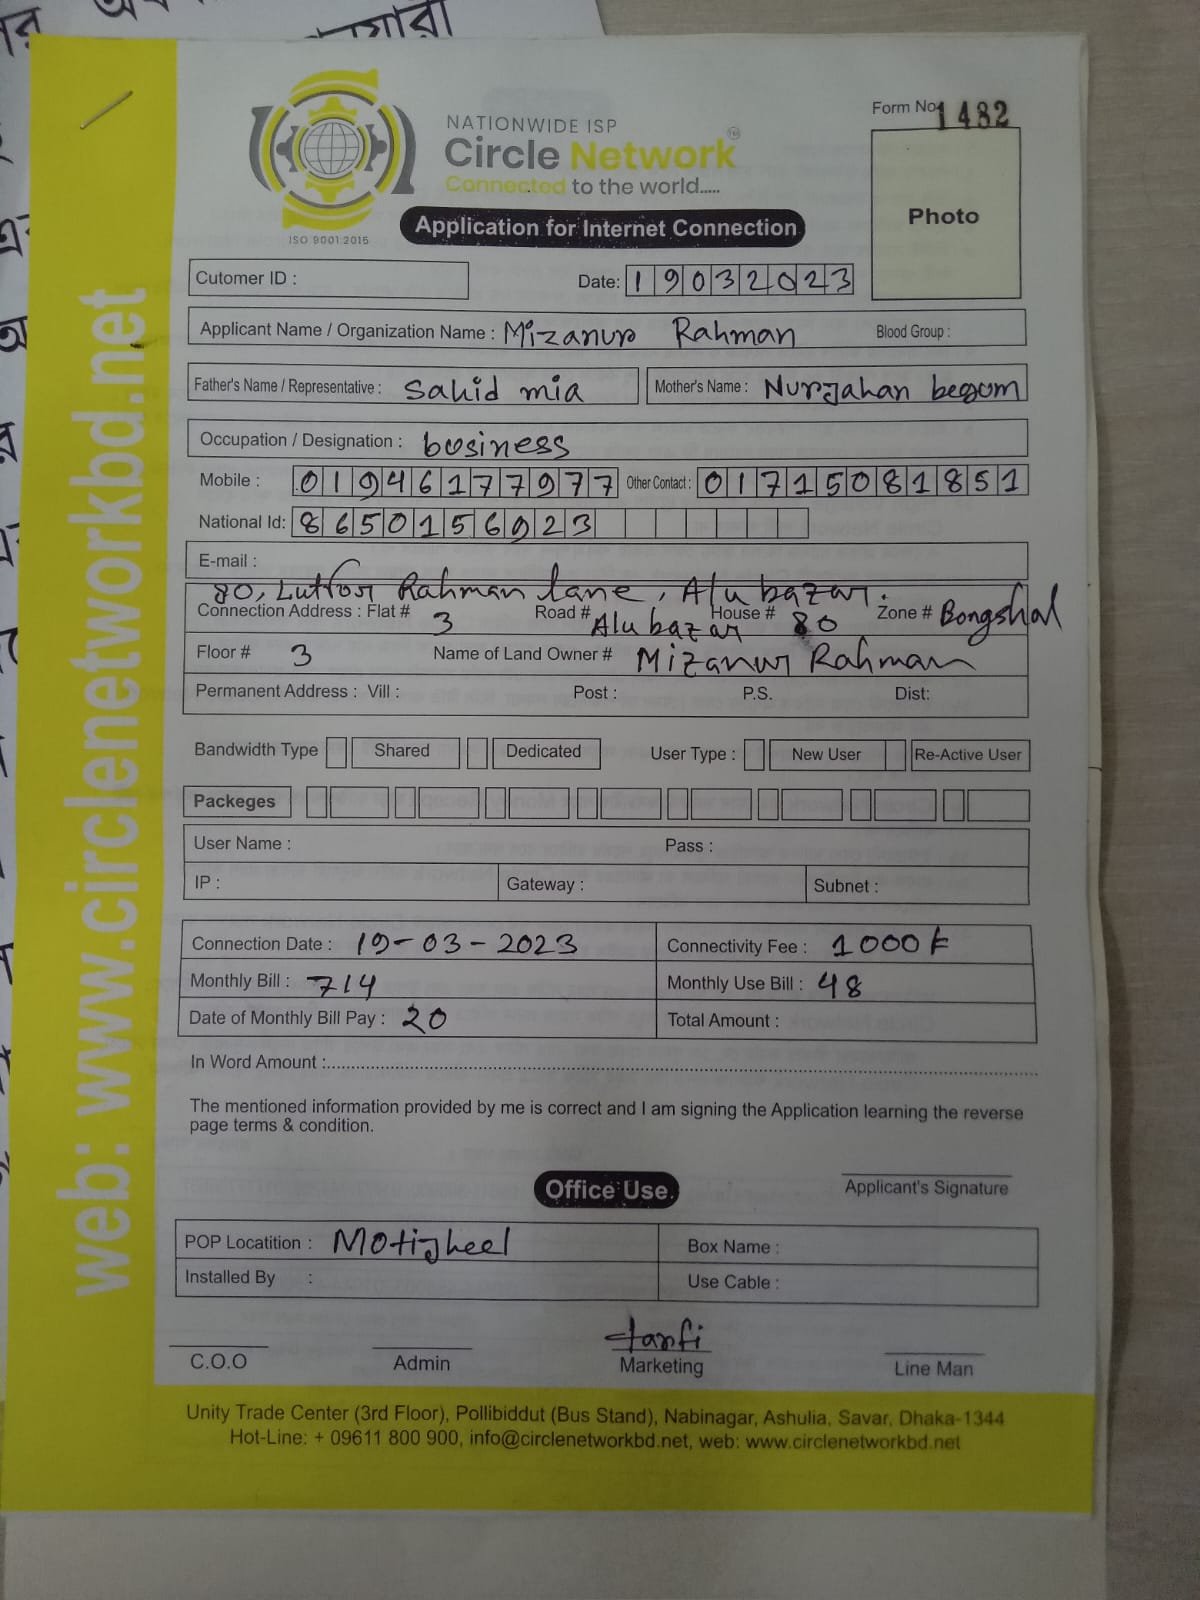 Form No 1482
NATIONWIDE ISP
Circle Network TM
Connected to the world.....
ISO 9001:2015
Application for Internet Connection
Photo
Cutomer ID :
Date: 19032023
Applicant Name / Organization Name : Mizanur Rahman Blood Group :
Father's Name / Representative : Sahid mia Mother's Name : Nurjahan begom
Occupation / Designation : business
Mobile : 01946177977 Other Contact : 01715081851
National Id: 8650156923
E-mail :
80, Lutfor Rahman lane, Alu bazar.
Connection Address : Flat # 3 Road # Alu bazar House # 80 Zone # Bongshal
Floor # 3 Name of Land Owner # Mizanur Rahman
Permanent Address : Vill : Post : P.S. Dist:
Bandwidth Type Shared Dedicated User Type : New User Re-Active User
Packeges
User Name : Pass :
IP : Gateway : Subnet :
Connection Date : 19-03-2023 Connectivity Fee : 1000 ৳
Monthly Bill : 714 Monthly Use Bill : 48
Date of Monthly Bill Pay : 20 Total Amount :
In Word Amount :
The mentioned information provided by me is correct and I am signing the Application learning the reverse
page terms & condition.
Applicant's Signature
Office Use.
POP Locatition : Motijheel Box Name :
Installed By : Use Cable :
tanfi
C.O.O Admin Marketing Line Man
Unity Trade Center (3rd Floor), Pollibiddut (Bus Stand), Nabinagar, Ashulia, Savar, Dhaka-1344
Hot-Line: + 09611 800 900, info@circlenetworkbd.net, web: www.circlenetworkbd.net
web: www.circlenetworkbd.net